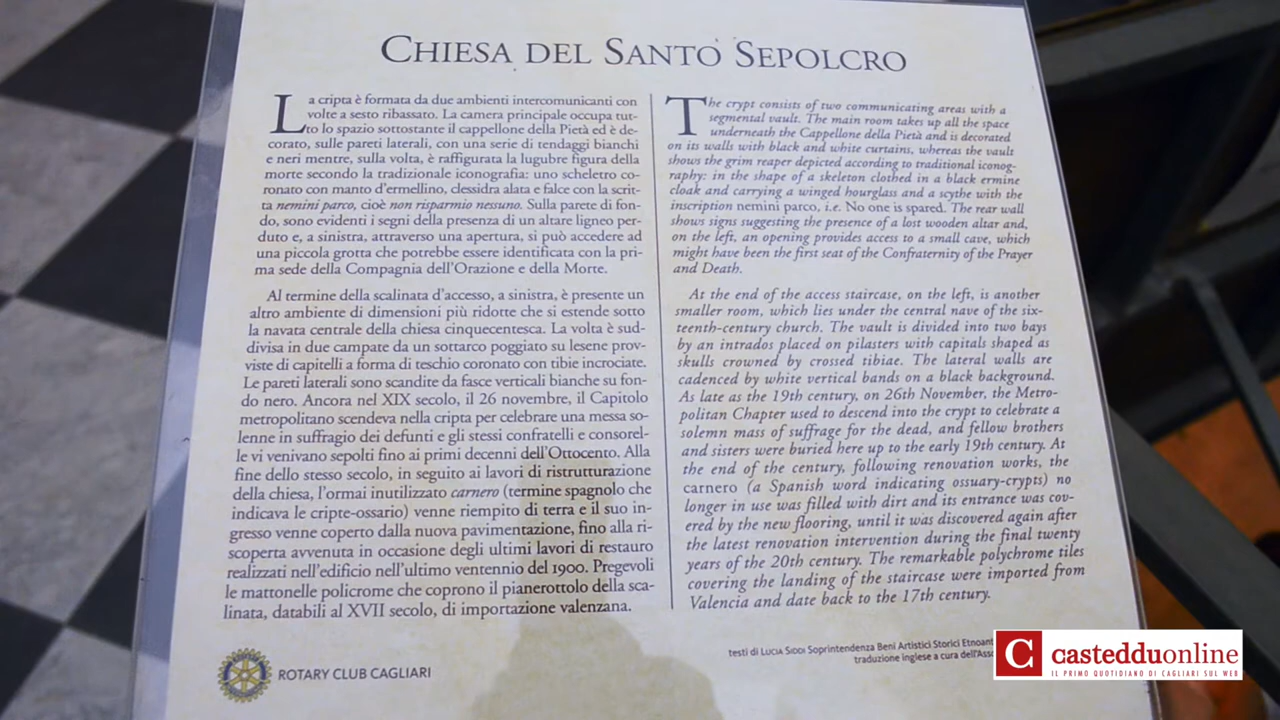 CHIESA DEL SANTO SEPOLCRO
La cripta è formata da due ambienti intercomunicanti con
volte a sesto ribassato. La camera principale occupa tut-
to lo spazio sottostante il cappellone della Pietà ed è de-
corato, sulle pareti laterali, con una serie di tendaggi bianchi
e neri mentre, sulla volta, è raffigurata la lugubre figura della
morte secondo la tradizionale iconografia: uno scheletro co-
ronato con manto d'ermellino, clessidra alata e falce con la scrit-
ta nemini parco, cioè non risparmio nessuno. Sulla parete di fon-
do, sono evidenti i segni della presenza di un altare ligneo per-
duto e, a sinistra, attraverso una apertura, si può accedere ad
una piccola grotta che potrebbe essere identificata con la pri-
ma sede della Compagnia dell'Orazione e della Morte.
Al termine della scalinata d'accesso, a sinistra, è presente un
altro ambiente di dimensioni più ridotte che si estende sotto
la navata centrale della chiesa cinquecentesca. La volta è sud-
divisa in due campate da un sottarco poggiato su lesene prov-
viste di capitelli a forma di teschio coronato con tibie incrociate.
Le pareti laterali sono scandite da fasce verticali bianche su fon-
do nero. Ancora nel XIX secolo, il 26 novembre, il Capitolo
metropolitano scendeva nella cripta per celebrare una messa so-
lenne in suffragio dei defunti e gli stessi confratelli e consorel-
le vi venivano sepolti fino ai primi decenni dell'Ottocento. Alla
fine dello stesso secolo, in seguito ai lavori di ristrutturazione
della chiesa, l'ormai inutilizzato carnero (termine spagnolo che
indicava le cripte-ossario) venne riempito di terra e il suo in-
gresso venne coperto dalla nuova pavimentazione, fino alla ri-
scoperta avvenuta in occasione degli ultimi lavori di restauro
realizzati nell'edificio nell'ultimo ventennio del 1900. Pregevoli
le mattonelle policrome che coprono il pianerottolo della sca-
linata, databili al XVII secolo, di importazione valenzana.
The crypt consists of two communicating areas with a
segmental vault. The main room takes up all the space
underneath the Cappellone della Pietà and is decorated
on its walls with black and white curtains, whereas the vault
shows the grim reaper depicted according to traditional iconog-
raphy: in the shape of a skeleton clothed in a black ermine
cloak and carrying a winged hourglass and a scythe with the
inscription nemini parco, i.e. No one is spared. The rear wall
shows signs suggesting the presence of a lost wooden altar and,
on the left, an opening provides access to a small cave, which
might have been the first seat of the Confraternity of the Prayer
and Death.
At the end of the access staircase, on the left, is another
smaller room, which lies under the central nave of the six-
teenth-century church. The vault is divided into two bays
by an intrados placed on pilasters with capitals shaped as
skulls crowned by crossed tibiae. The lateral walls are
cadenced by white vertical bands on a black background.
As late as the 19th century, on 26th November, the Metro-
politan Chapter used to descend into the crypt to celebrate a
solemn mass of suffrage for the dead, and fellow brothers
and sisters were buried here up to the early 19th century. At
the end of the century, following renovation works, the
carnero (a Spanish word indicating ossuary-crypts) no
longer in use was filled with dirt and its entrance was cov-
ered by the new flooring, until it was discovered again after
the latest renovation intervention during the final twenty
years of the 20th century. The remarkable polychrome tiles
covering the landing of the staircase were imported from
Valencia and date back to the 17th century.
ROTARY CLUB CAGLIARI
testi di LUCIA SIDDI Soprintendenza Beni Artistici Storici
traduzione inglese a cura
C castedduonline
IL PRIMO QUOTIDIANO DI CAGLIARI SUL WEB